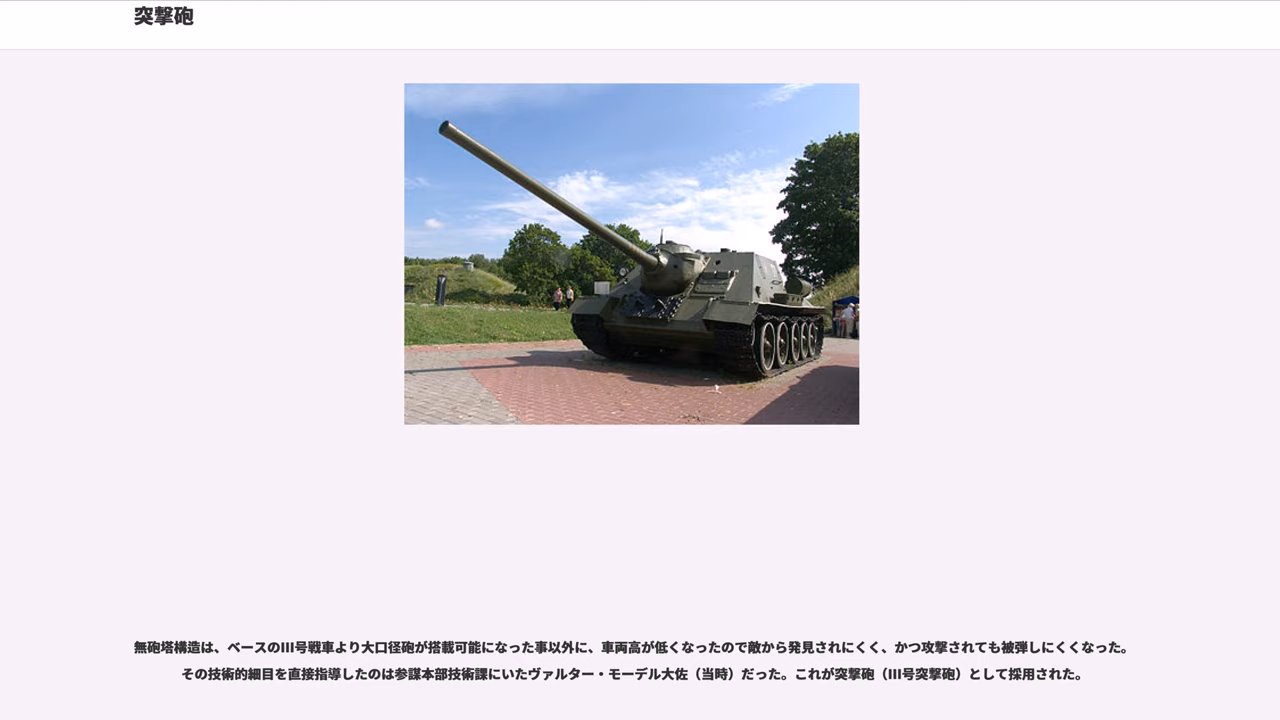 突撃砲
無砲塔構造は、ベースのIII号戦車より大口径砲が搭載可能になった事以外に、車両高が低くなったので敵から発見されにくく、かつ攻撃されても被弾しにくくなった。
その技術的細目を直接指導したのは参謀本部技術課にいたヴァルター・モーデル大佐（当時）だった。これが突撃砲（III号突撃砲）として採用された。